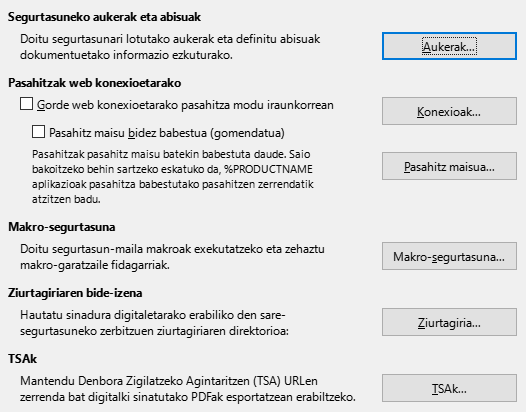 Segurtasuneko aukerak eta abisuak
Doitu segurtasunari lotutako aukerak eta definitu abisuak
dokumentuetako informazio ezkuturako.
Aukerak...
Pasahitzak web konexioetarako
Gorde web konexioetarako pasahitza modu iraunkorrean
Konexioak...
Pasahitz maisu bidez babestua (gomendatua)
Pasahitzak pasahitz maisu batekin babestuta daude. Saio
bakoitzeko behin sartzeko eskatuko da, %PRODUCTNAME
aplikazioak pasahitza babestutako pasahitzen zerrendatik
atzitzen badu.
Pasahitz maisua...
Makro-segurtasuna
Doitu segurtasun-maila makroak exekutatzeko eta zehaztu
makro-garatzaile fidagarriak.
Makro-segurtasuna...
Ziurtagiriaren bide-izena
Hautatu sinadura digitaletarako erabiliko den sare-
segurtasuneko zerbitzuen ziurtagiriaren direktorioa:
Ziurtagiria...
TSAk
Mantendu Denbora Zigilatzeko Agintaritzen (TSA) URLen
zerrenda bat digitalki sinatutako PDFak esportatzean erabiltzeko.
TSAk...